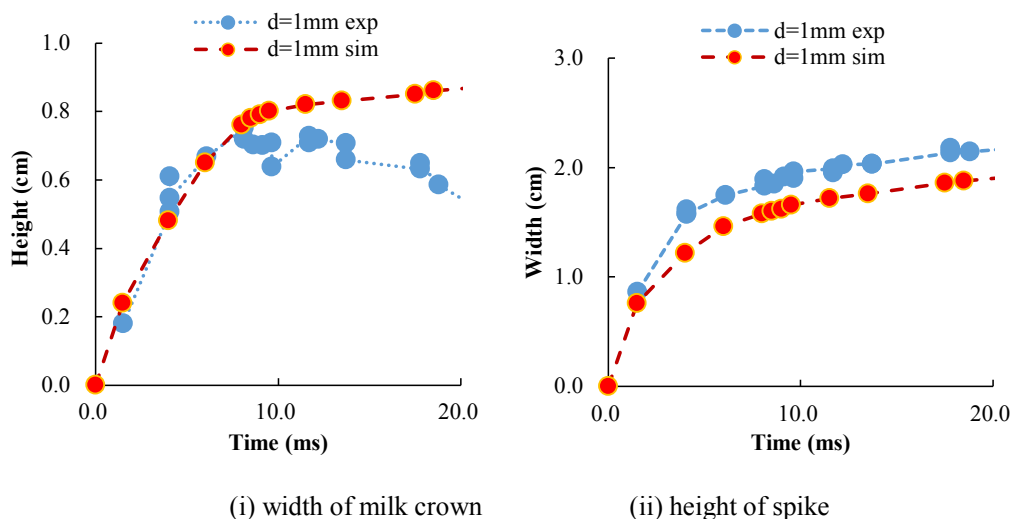 d=1mm exp
d=1mm sim
1.0
0.8
0.6
0.4
0.2
0.0
Height (cm)
0.0 10.0 20.0
Time (ms)
d=1mm exp
d=1mm sim
3.0
2.0
1.0
0.0
Width (cm)
0.0 10.0 20.0
Time (ms)
(i) width of milk crown
(ii) height of spike